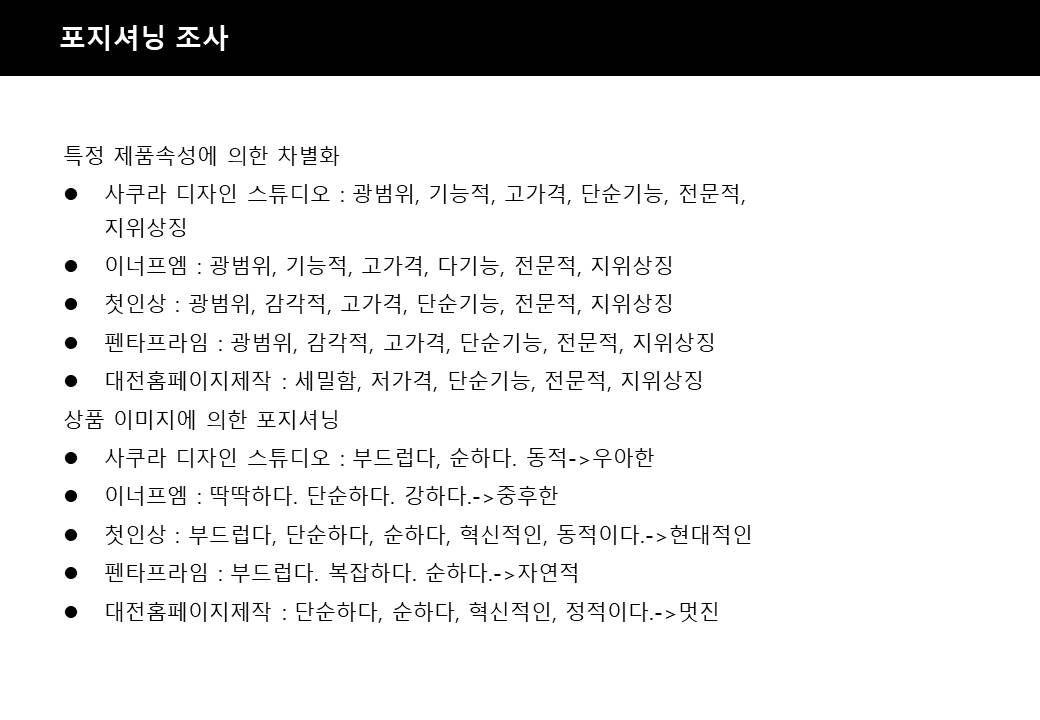 포지셔닝 조사
특정 제품속성에 의한 차별화
● 사쿠라 디자인 스튜디오 : 광범위, 기능적, 고가격, 단순기능, 전문적,
지위상징
● 이너프엠 : 광범위, 기능적, 고가격, 다기능, 전문적, 지위상징
● 첫인상 : 광범위, 감각적, 고가격, 단순기능, 전문적, 지위상징
● 펜타프라임 : 광범위, 감각적, 고가격, 단순기능, 전문적, 지위상징
● 대전홈페이지제작 : 세밀함, 저가격, 단순기능, 전문적, 지위상징
상품 이미지에 의한 포지셔닝
● 사쿠라 디자인 스튜디오 : 부드럽다, 순하다. 동적->우아한
● 이너프엠 : 딱딱하다. 단순하다. 강하다.->중후한
● 첫인상 : 부드럽다, 단순하다, 순하다, 혁신적인, 동적이다.->현대적인
● 펜타프라임 : 부드럽다. 복잡하다. 순하다.->자연적
● 대전홈페이지제작 : 단순하다, 순하다, 혁신적인, 정적이다.->멋진